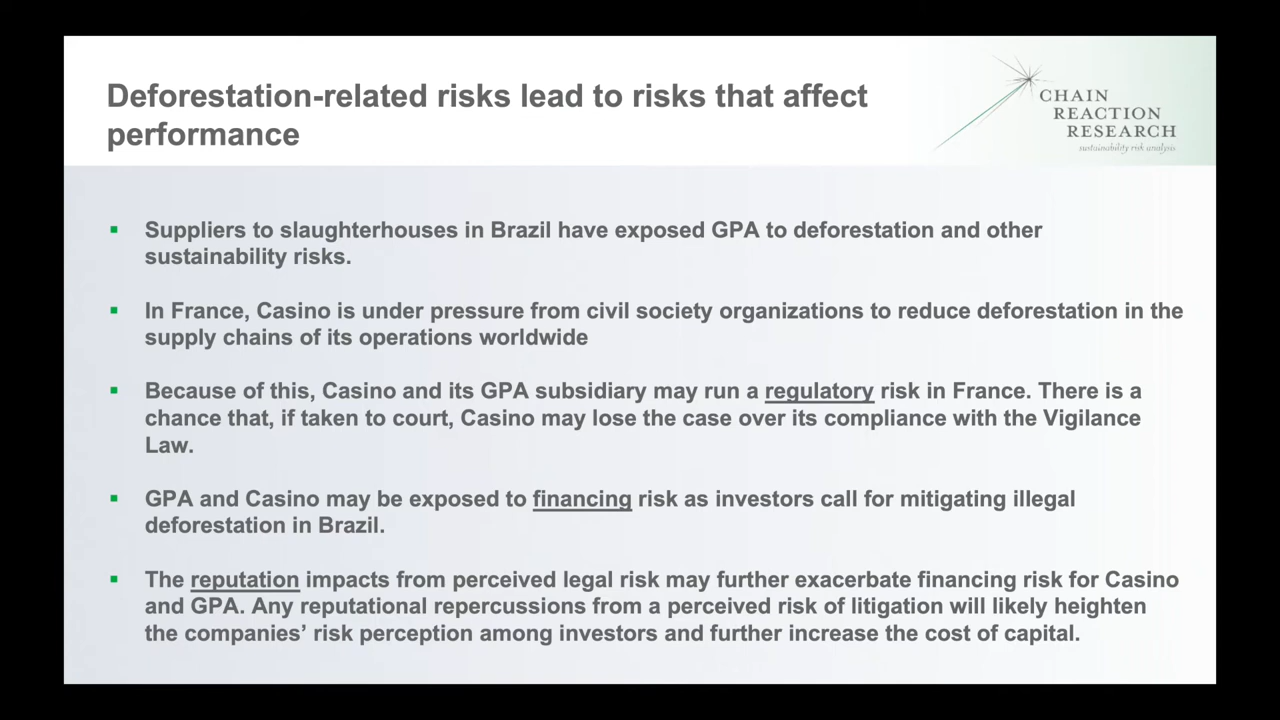 Deforestation-related risks lead to risks that affect
performance
CHAIN
REACTION
RESEARCH
sustainability risk analysis
▪ Suppliers to slaughterhouses in Brazil have exposed GPA to deforestation and other
sustainability risks.
▪ In France, Casino is under pressure from civil society organizations to reduce deforestation in the
supply chains of its operations worldwide
▪ Because of this, Casino and its GPA subsidiary may run a regulatory risk in France. There is a
chance that, if taken to court, Casino may lose the case over its compliance with the Vigilance
Law.
▪ GPA and Casino may be exposed to financing risk as investors call for mitigating illegal
deforestation in Brazil.
▪ The reputation impacts from perceived legal risk may further exacerbate financing risk for Casino
and GPA. Any reputational repercussions from a perceived risk of litigation will likely heighten
the companies’ risk perception among investors and further increase the cost of capital.